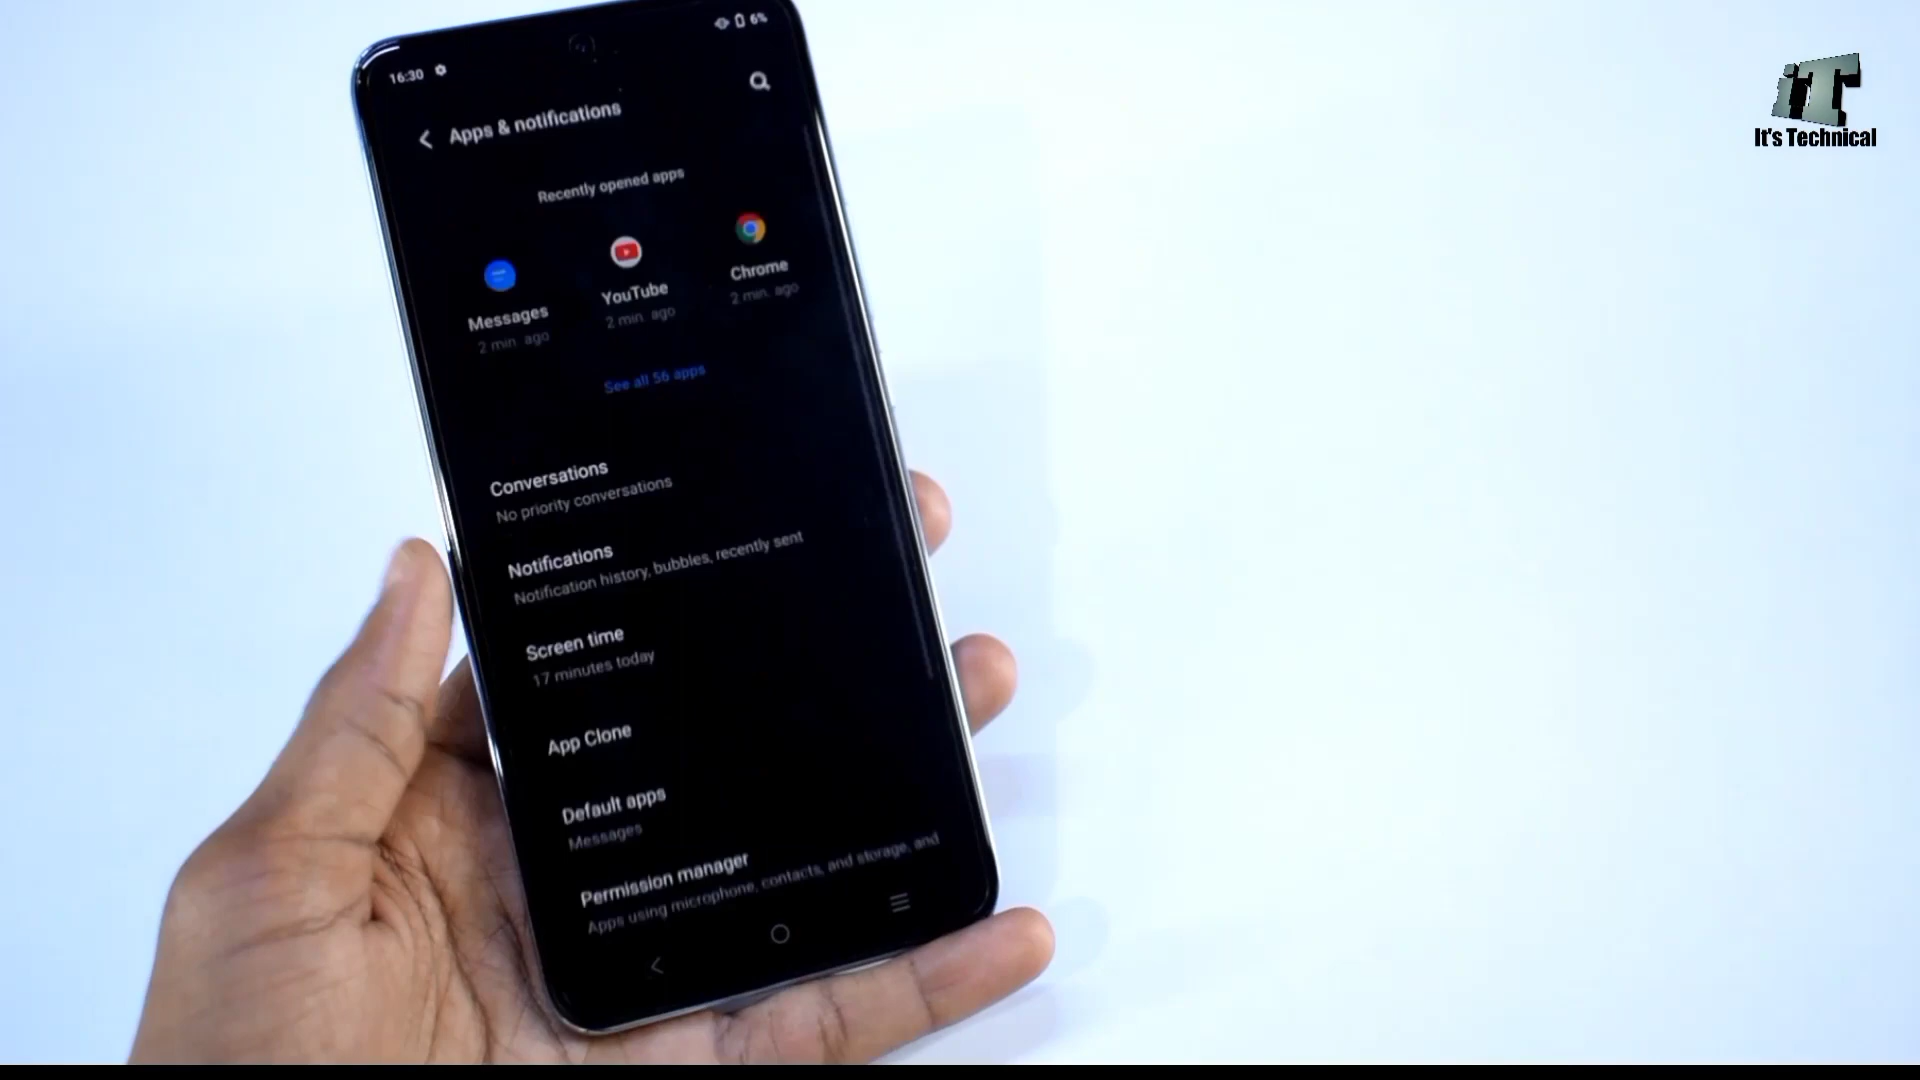 16:30
6%
Apps & notifications
Recently opened apps
Messages
2 min. ago
YouTube
2 min. ago
Chrome
2 min. ago
See all 56 apps
Conversations
No priority conversations
Notifications
Notification history, bubbles, recently sent
Screen time
17 minutes today
App Clone
Default apps
Messages
Permission manager
Apps using microphone, contacts, and storage, and
iT
It's Technical